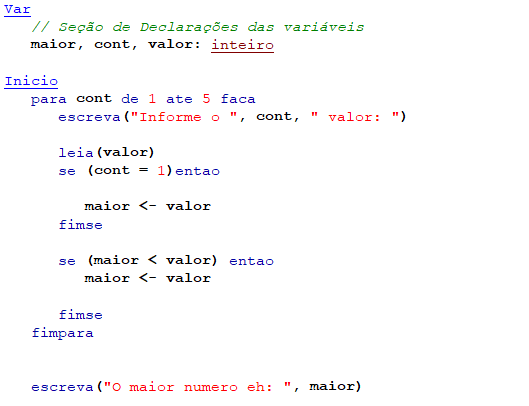 Var
// Seção de Declarações das variáveis
maior, cont, valor: inteiro
Inicio
para cont de 1 ate 5 faca
escreva("Informe o ", cont, " valor: ")
leia(valor)
se (cont = 1)entao
maior <- valor
fimse
se (maior < valor) entao
maior <- valor
fimse
fimpara
escreva("O maior numero eh: ", maior)